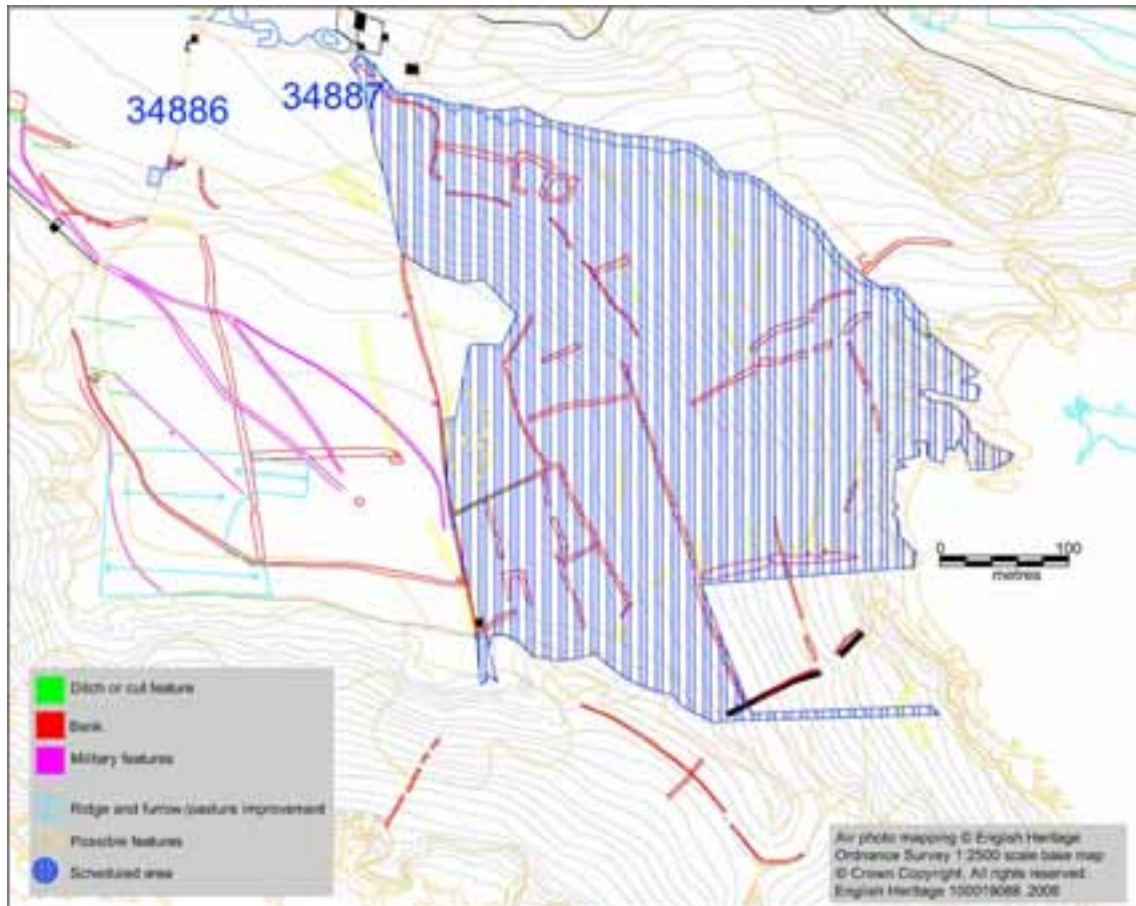 34886
34887
0 100
metres
Ditch or cut feature
Bank
Military features
Ridge and furrow/pasture improvement
Possible features
Scheduled area
Air photo mapping © English Heritage
Ordnance Survey 1:2500 scale base map
© Crown Copyright. All rights reserved
English Heritage 100019088. 2008